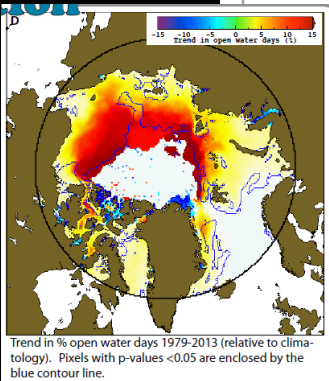 D
-15 -10 -5 0 5 10 15
Trend in open water days (%)
Trend in % open water days 1979-2013 (relative to clima-
tology). Pixels with p-values <0.05 are enclosed by the
blue contour line.